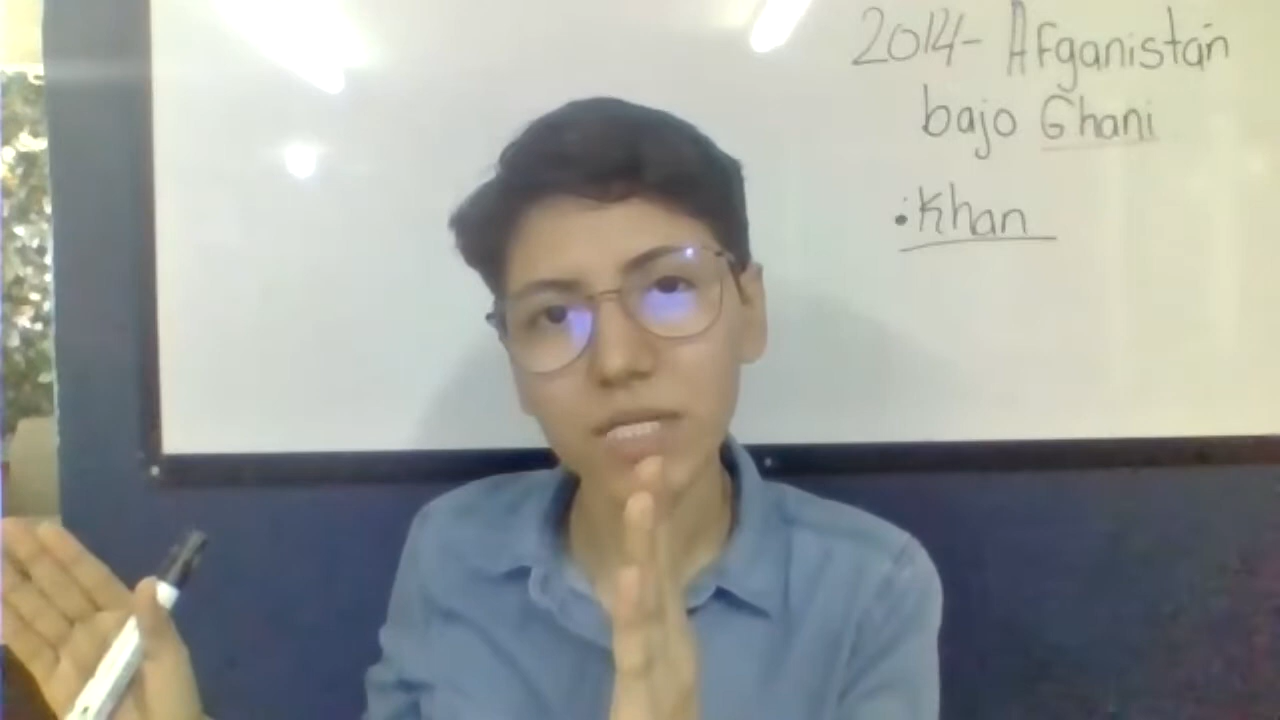 2014- Afganistán
bajo Ghani
• Khan